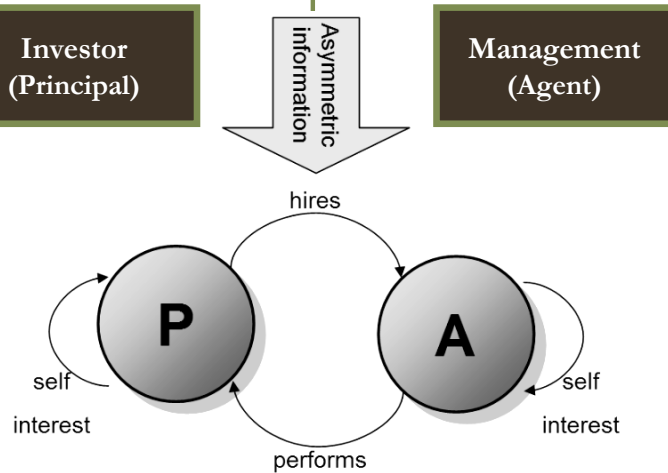 Investor
(Principal)
Asymmetric
information
Management
(Agent)
hires
P
A
self
interest
self
interest
performs